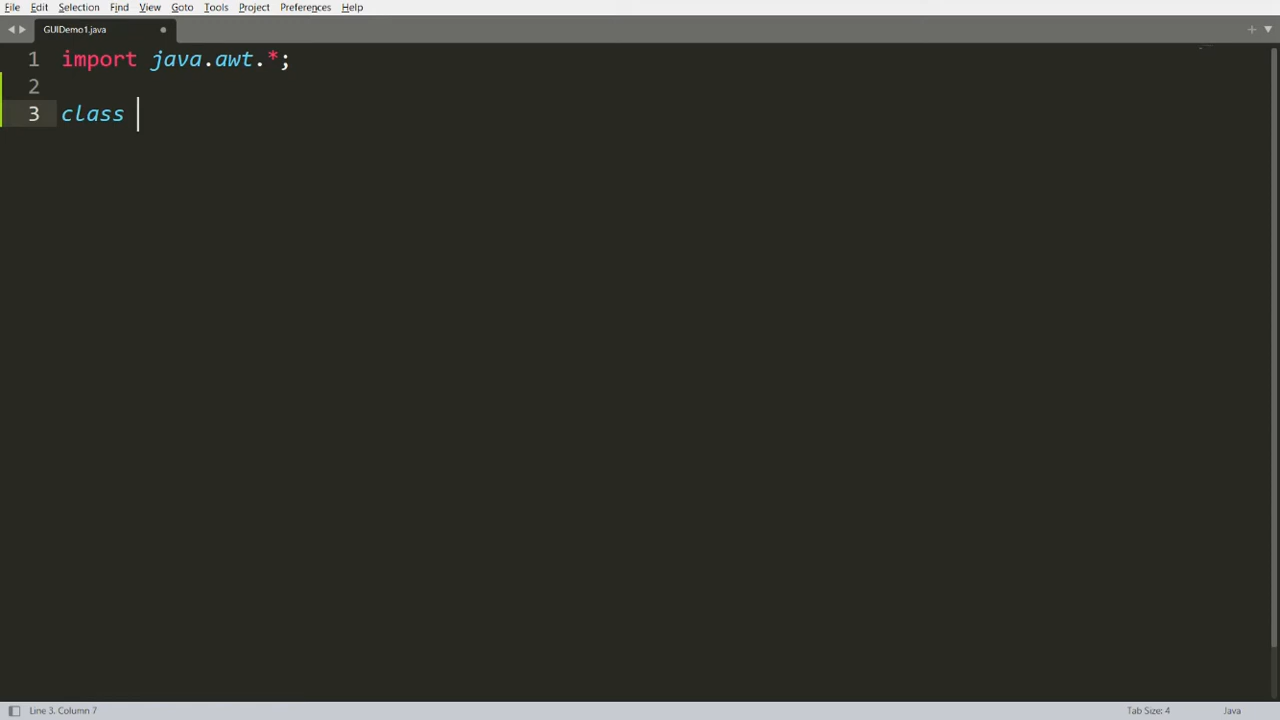 File Edit Selection Find View Goto Tools Project Preferences Help
GUIDemo1.java
1 import java.awt.*;
2
3 class
Line 3, Column 7 Tab Size: 4 Java